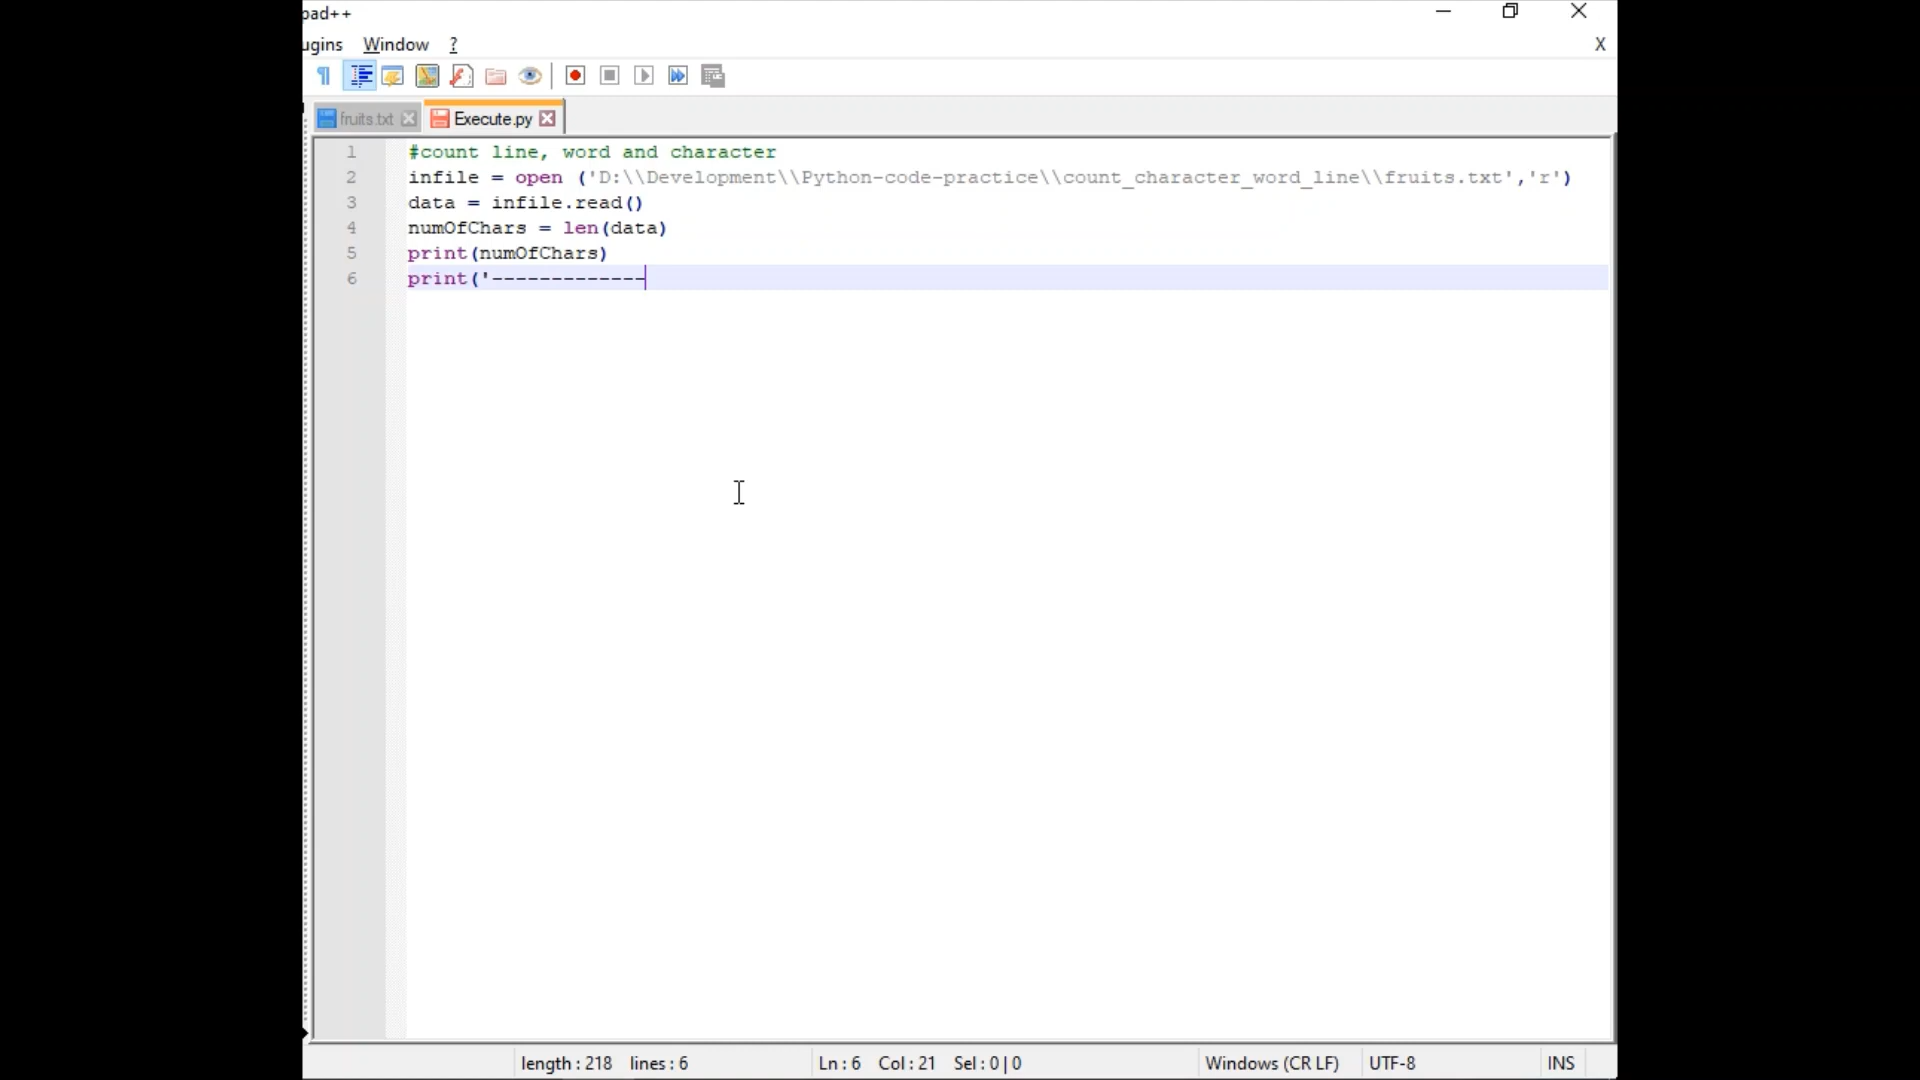 pad++
ugins Window ?
X
fruits.txt Execute.py
1 #count line, word and character
2 infile = open ('D:\\Development\\Python-code-practice\\count_character_word_line\\fruits.txt','r')
3 data = infile.read()
4 numOfChars = len(data)
5 print(numOfChars)
6 print('-------------
length : 218 lines : 6 Ln : 6 Col : 21 Sel : 0 | 0 Windows (CR LF) UTF-8 INS